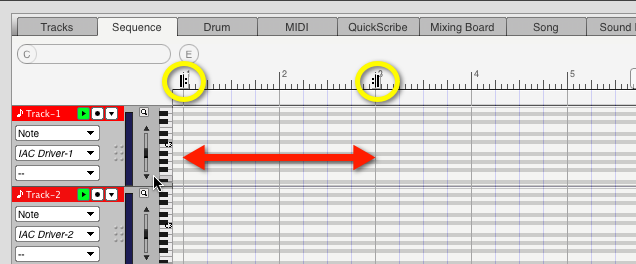 Tracks Sequence Drum MIDI QuickScribe Mixing Board Song Sound
C E
1 2 3 4 5
Track-1
Note
C3
IAC Driver-1
--
Track-2
Note
C3
IAC Driver-2
--